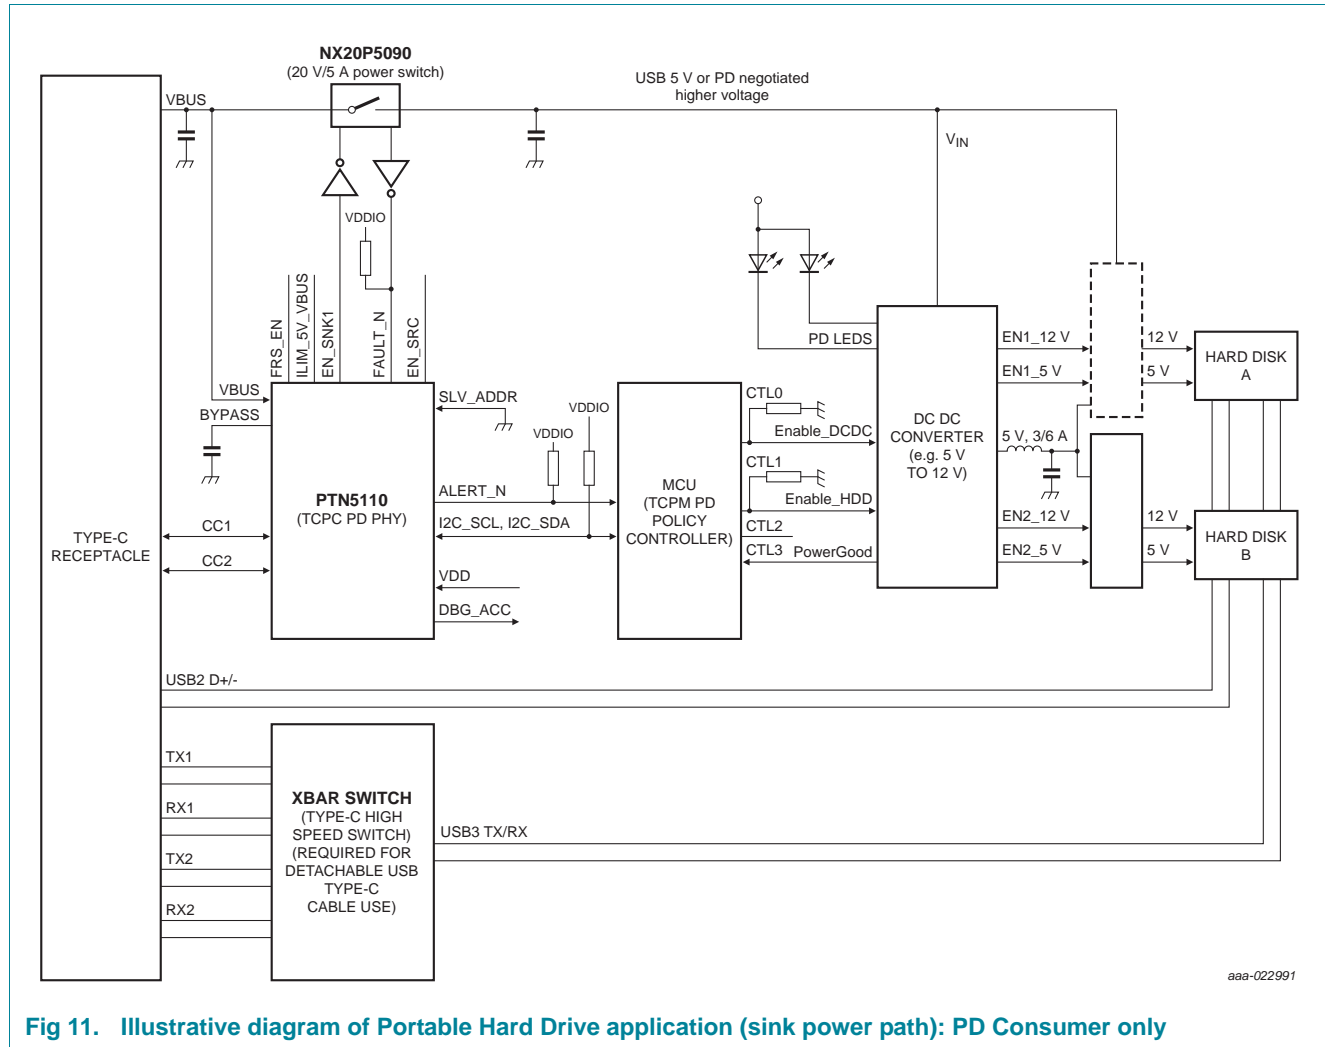 NX20P5090
(20 V/5 A power switch)
USB 5 V or PD negotiated
higher voltage
VBUS
VIN
VDDIO
FRS_EN
ILIM_5V_VBUS
EN_SNK1
FAULT_N
EN_SRC
VBUS
BYPASS
SLV_ADDR
PTN5110
(TCPC PD PHY)
ALERT_N
I2C_SCL, I2C_SDA
VDDIO
VDDIO
VDD
DBG_ACC
CC1
CC2
TYPE-C
RECEPTACLE
MCU
(TCPM PD
POLICY
CONTROLLER)
CTL0
Enable_DCDC
CTL1
Enable_HDD
CTL2
CTL3
PowerGood
PD LEDS
DC DC
CONVERTER
(e.g. 5 V
TO 12 V)
EN1_12 V
EN1_5 V
5 V, 3/6 A
EN2_12 V
EN2_5 V
12 V
5 V
HARD DISK
A
12 V
5 V
HARD DISK
B
USB2 D+/-
TX1
RX1
TX2
RX2
XBAR SWITCH
(TYPE-C HIGH
SPEED SWITCH)
(REQUIRED FOR
DETACHABLE USB
TYPE-C
CABLE USE)
USB3 TX/RX
aaa-022991
Fig 11. Illustrative diagram of Portable Hard Drive application (sink power path): PD Consumer only